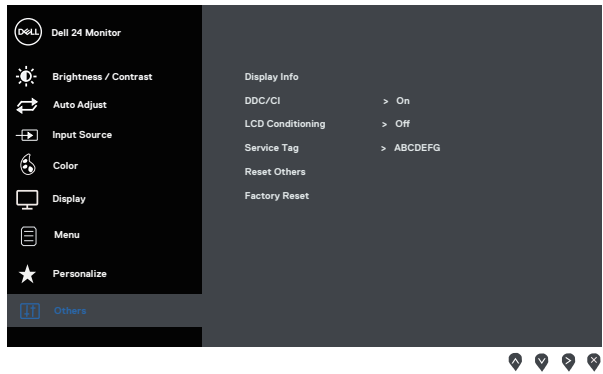 DELL Dell 24 Monitor
Brightness / Contrast
Auto Adjust
Input Source
Color
Display
Menu
Personalize
Others
Display Info
DDC/CI > On
LCD Conditioning > Off
Service Tag > ABCDEFG
Reset Others
Factory Reset